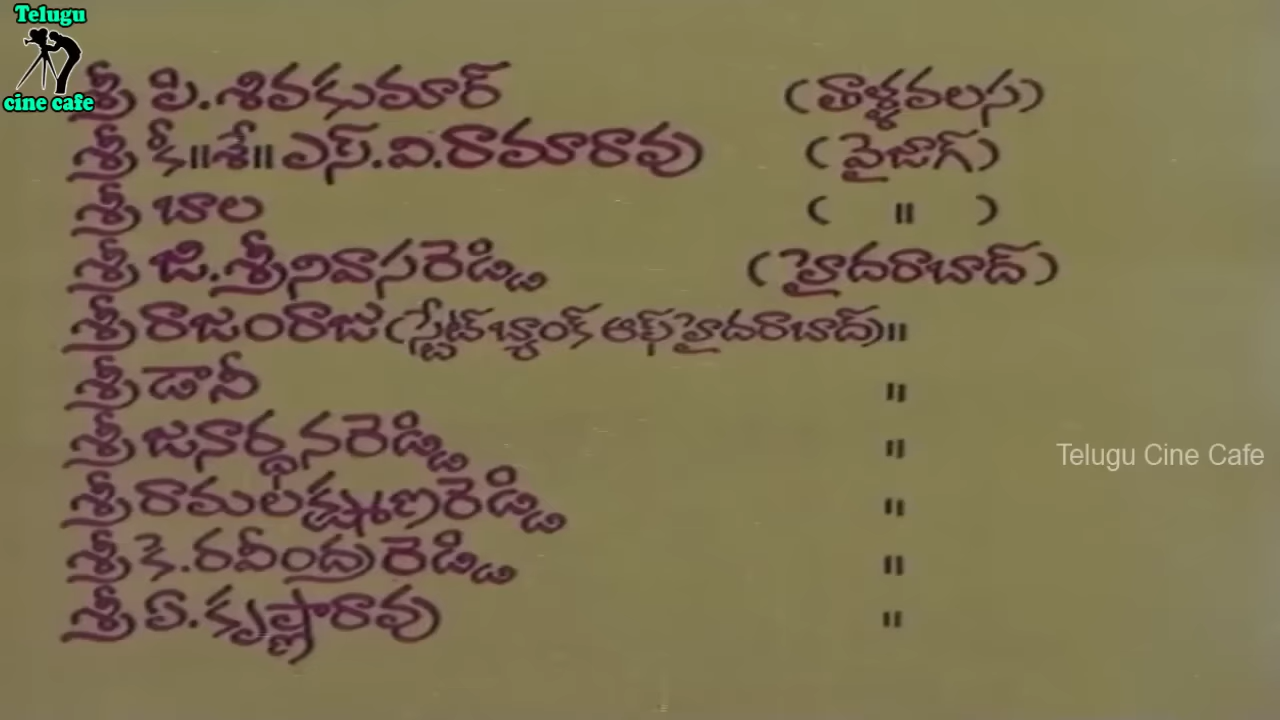 Telugu
cine cafe
శ్రీ పి.శివకుమార్ (తాళ్ళవలస)
శ్రీ కీ॥శే॥ ఎస్.వి.రామారావు (వైజాగ్)
శ్రీ బాల ( ॥ )
శ్రీ జి.శ్రీనివాసరెడ్డి (హైదరాబాద్)
శ్రీ రాజంరాజు (స్టేట్ బ్యాంక్ ఆఫ్ హైదరాబాద్) ॥
శ్రీ డానీ ॥
శ్రీ జనార్థనరెడ్డి ॥
Telugu Cine Cafe
శ్రీ రామలక్ష్మణరెడ్డి ॥
శ్రీ కె.రవీంద్రరెడ్డి ॥
శ్రీ ఏ.కృష్ణారావు ॥